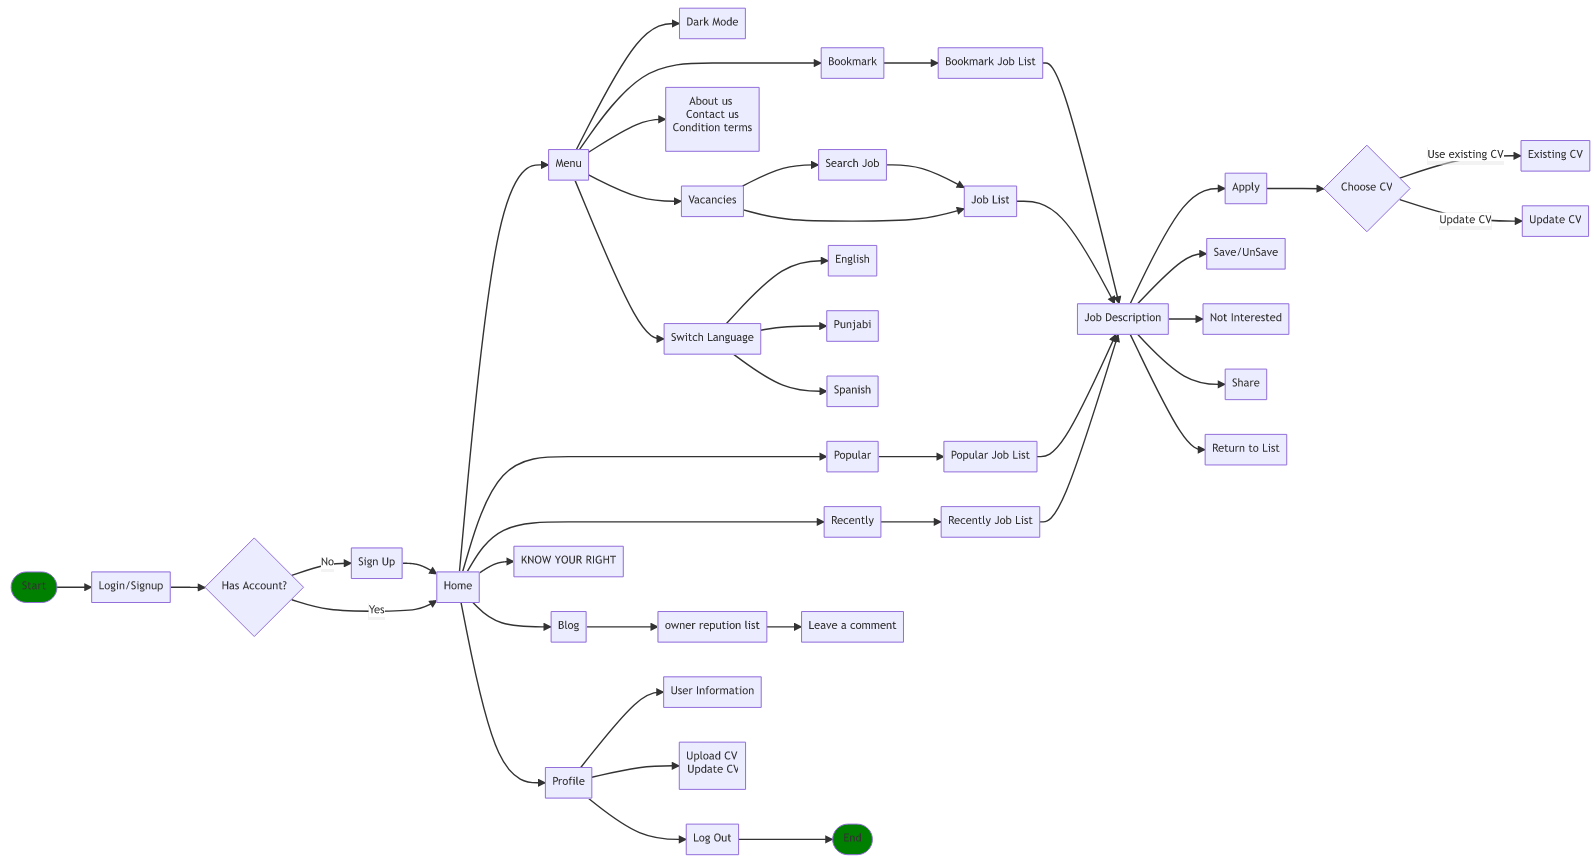 Dark Mode
Bookmark
Bookmark Job List
About us
Contact us
Condition terms
Menu
Search Job
Vacancies
Job List
English
Switch Language
Punjabi
Spanish
Use existing CV
Existing CV
Apply
Choose CV
Update CV
Update CV
Save/UnSave
Job Description
Not Interested
Share
Return to List
Popular
Popular Job List
Recently
Recently Job List
Start
Login/Signup
Has Account?
No
Sign Up
Yes
Home
KNOW YOUR RIGHT
Blog
owner repution list
Leave a comment
User Information
Upload CV
Update CV
Profile
Log Out
End